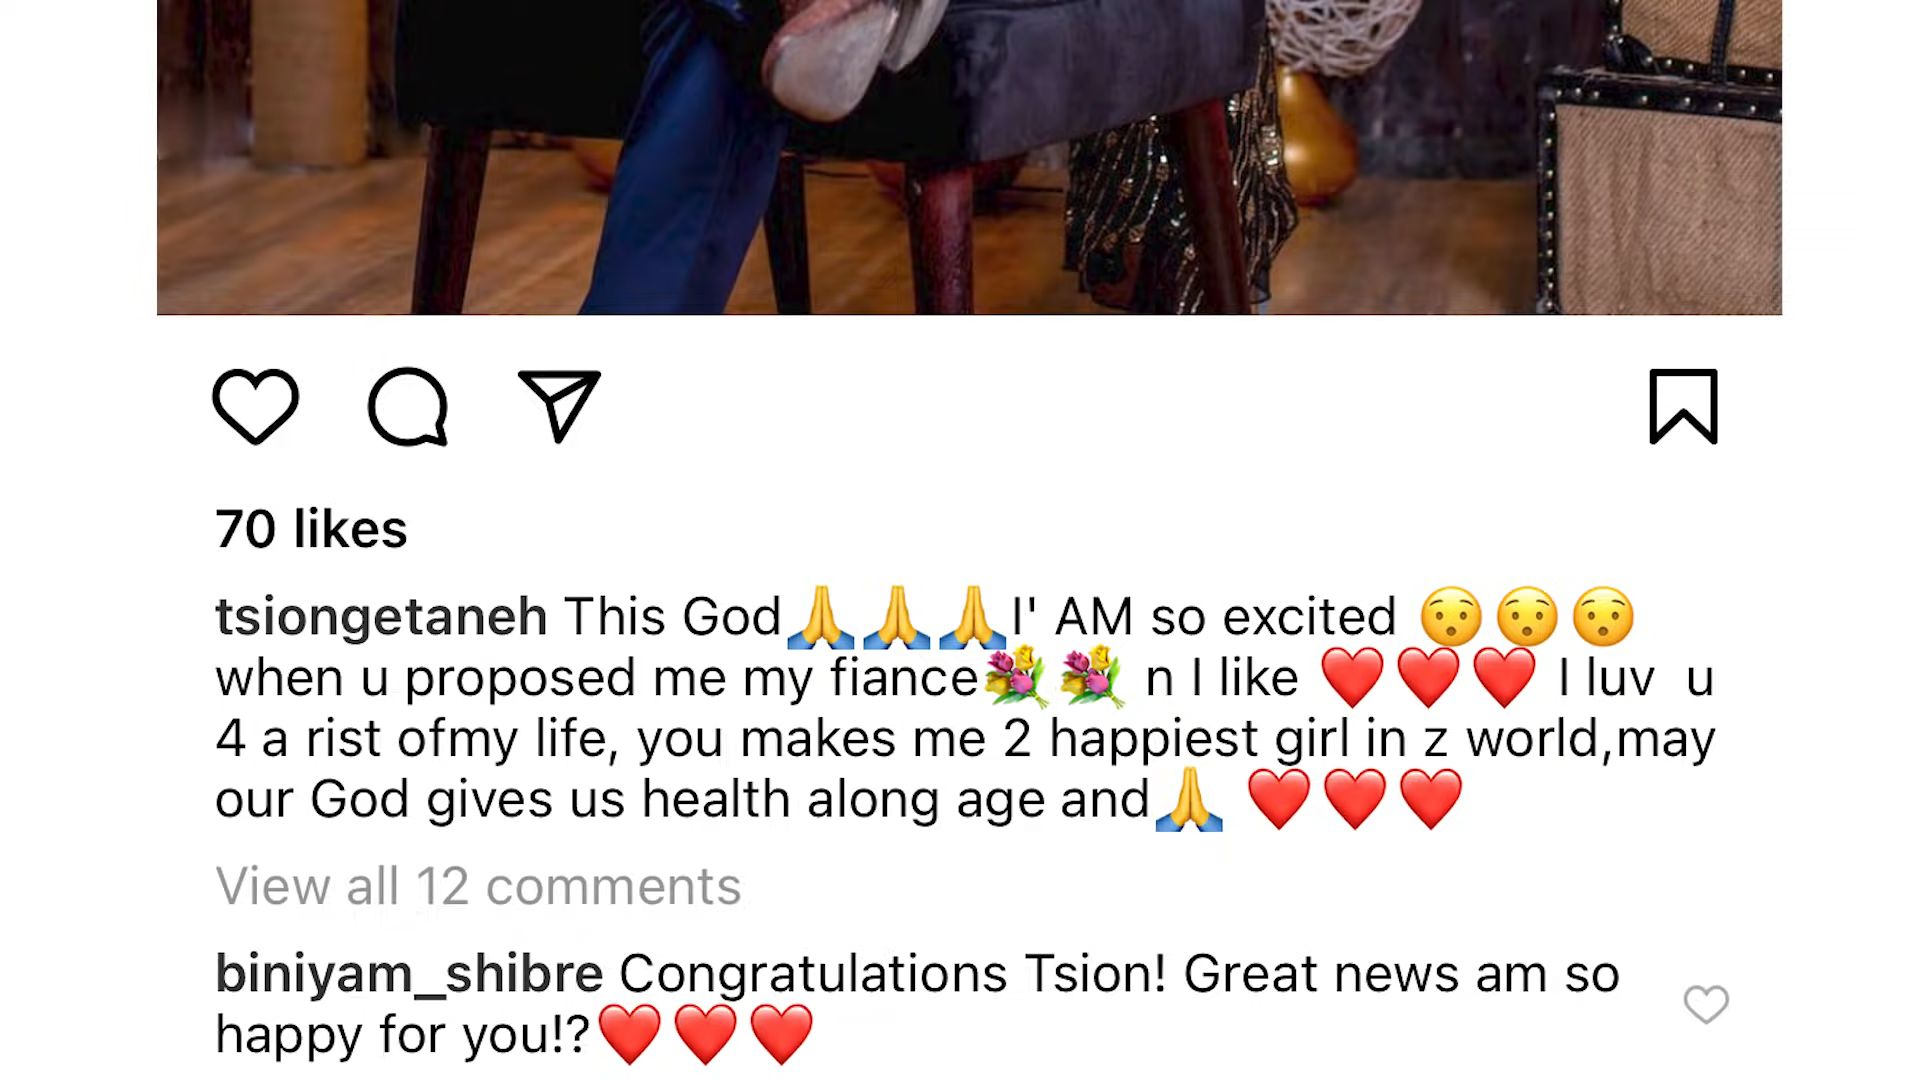 70 likes
tsiongetaneh This God🙏🙏🙏I' AM so excited 😯😯😯
when u proposed me my fiance💐💐 n I like ❤️❤️❤️ I luv  u
4 a rist ofmy life, you makes me 2 happiest girl in z world,may
our God gives us health along age and🙏 ❤️❤️❤️
View all 12 comments
biniyam_shibre Congratulations Tsion! Great news am so
happy for you!?❤️❤️❤️